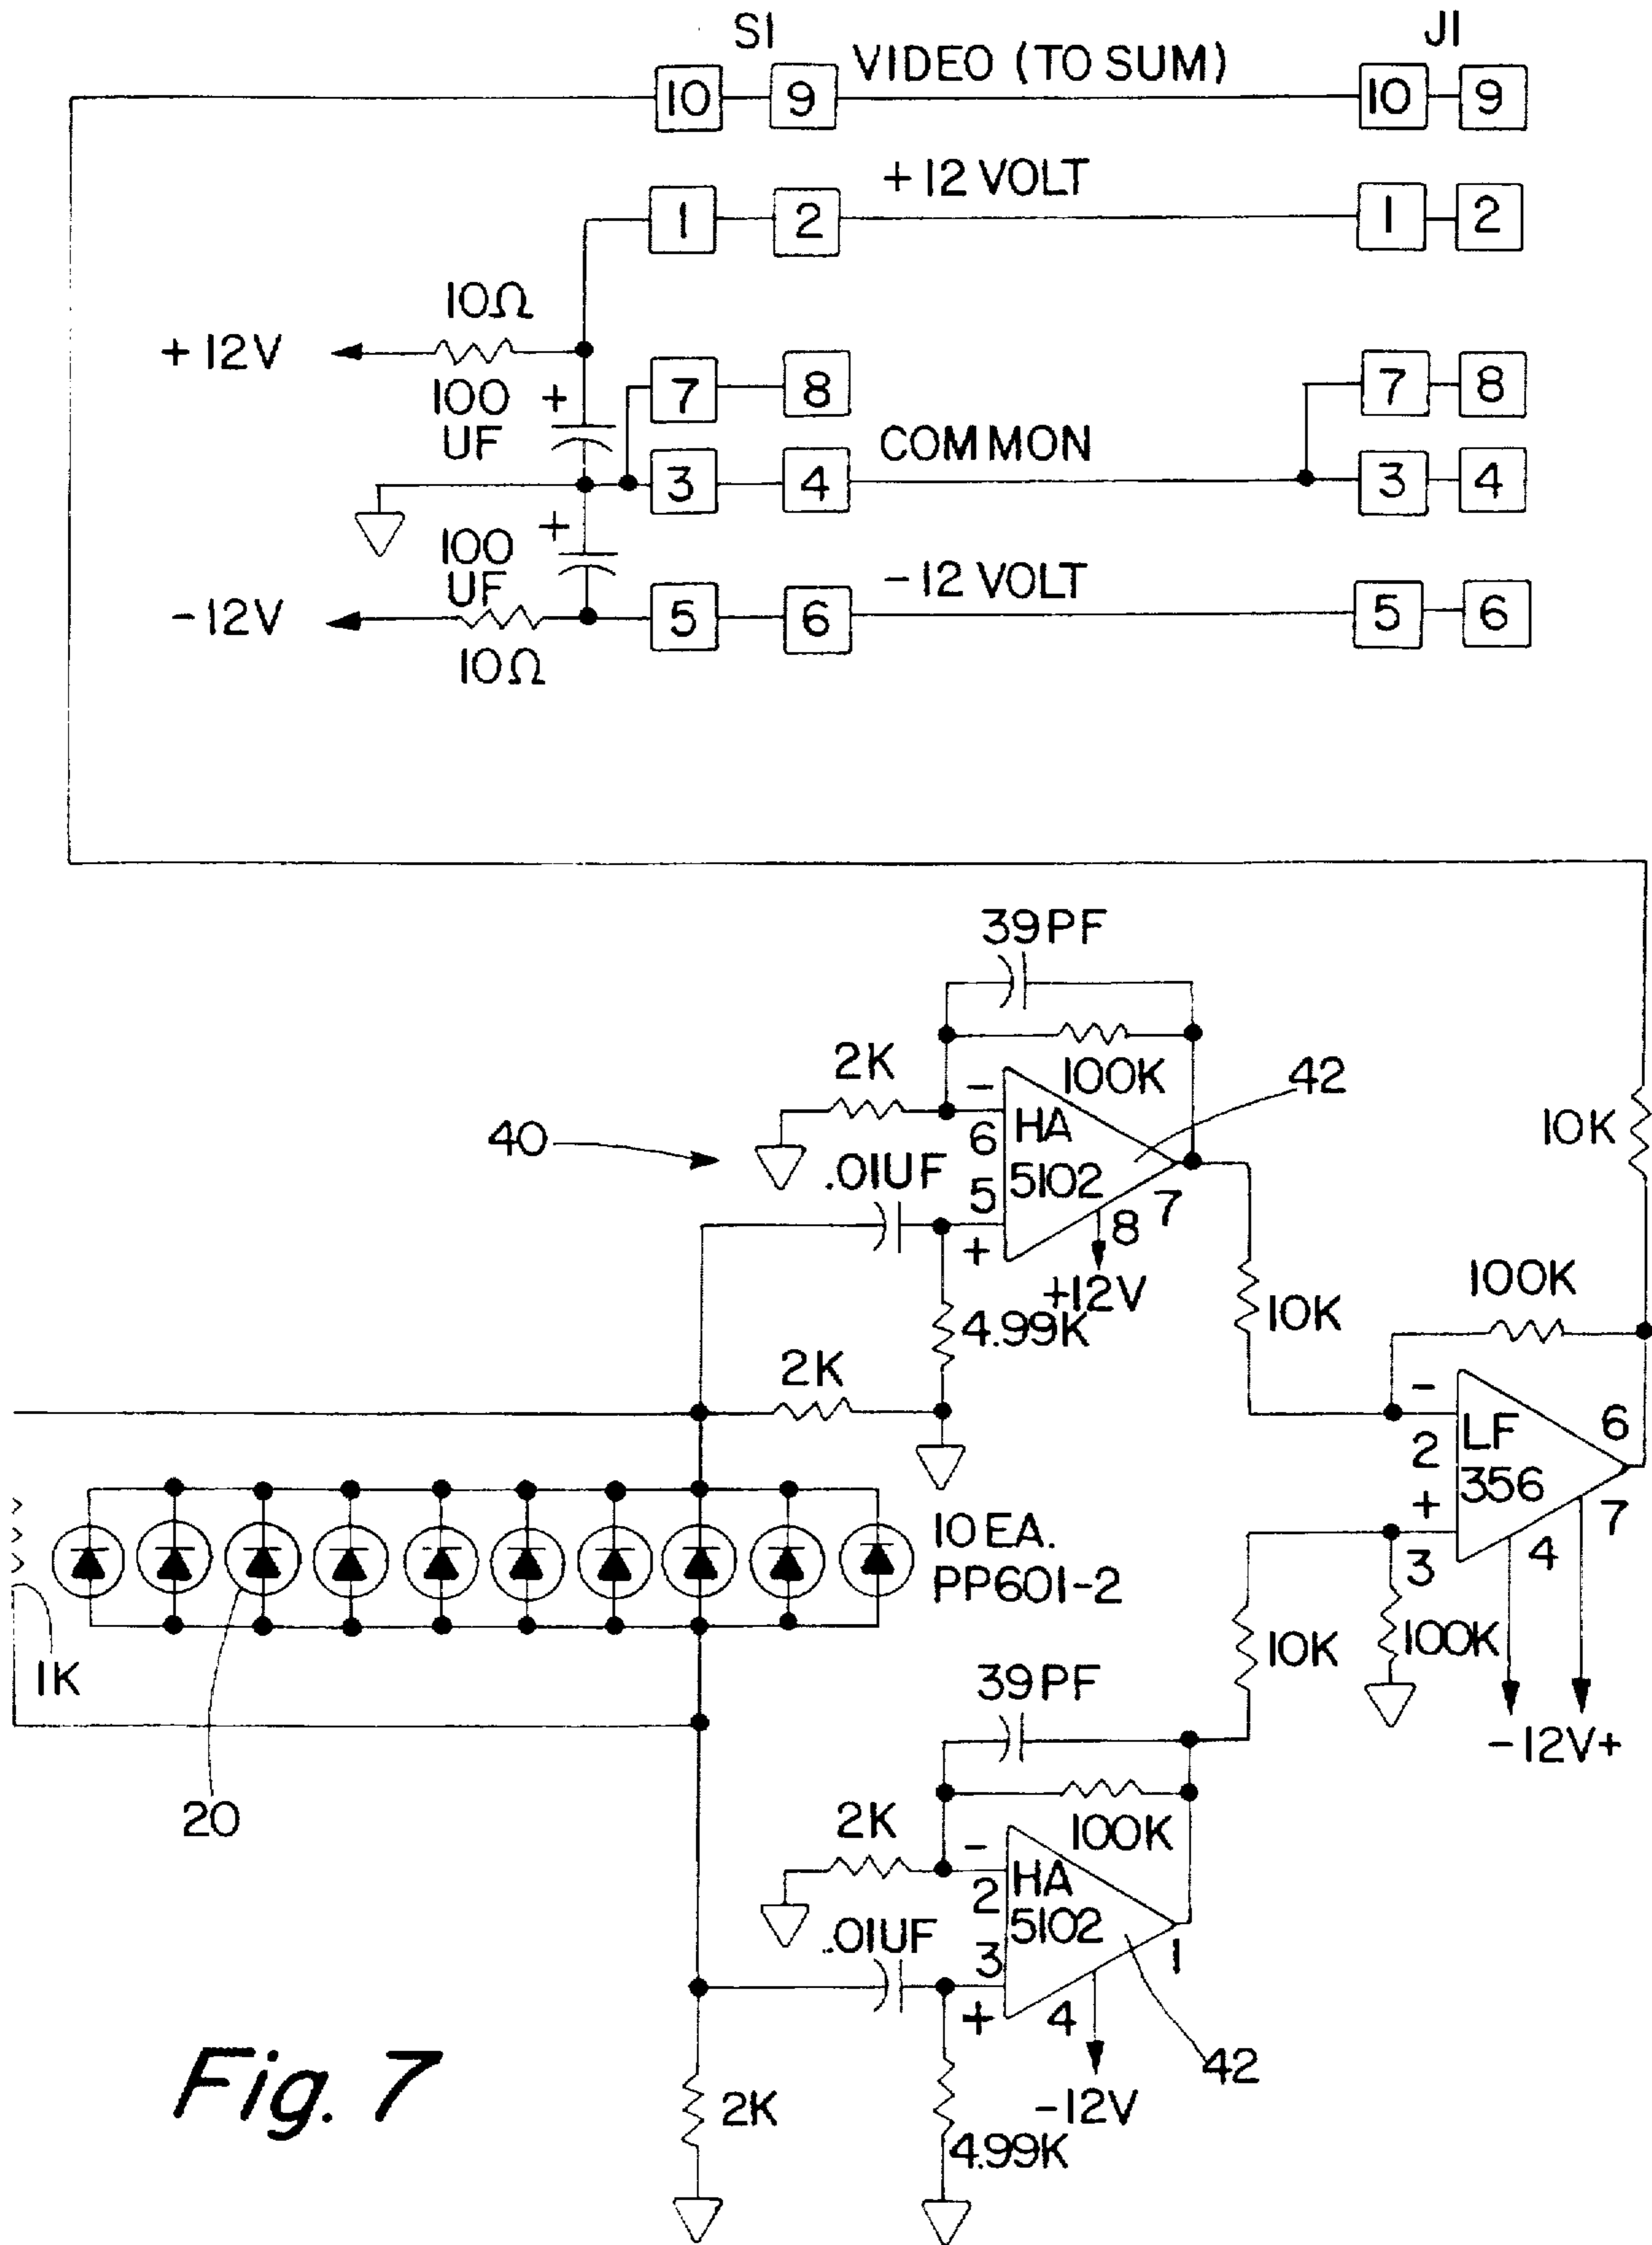 S1 J1
VIDEO (TO SUM)
10 9 10 9
+12 VOLT
1 2 1 2
10Ω
+12V
100
UF
+
7 8 7 8
COMMON
3 4 3 4
+
100
UF
-12 VOLT
-12V
5 6 5 6
10Ω
39PF
2K
100K
42
-
HA
5102
6
40
10K
.01UF
5
7
+
8
+12V
4.99K
10K
100K
2K
-
LF
356
2
6
+
7
3
4
10 EA.
PP601-2
10K
100K
1K
39PF
-12V+
20
2K
100K
-
HA
5102
2
.01UF
3
1
+
4
42
-12V
2K
4.99K
Fig. 7